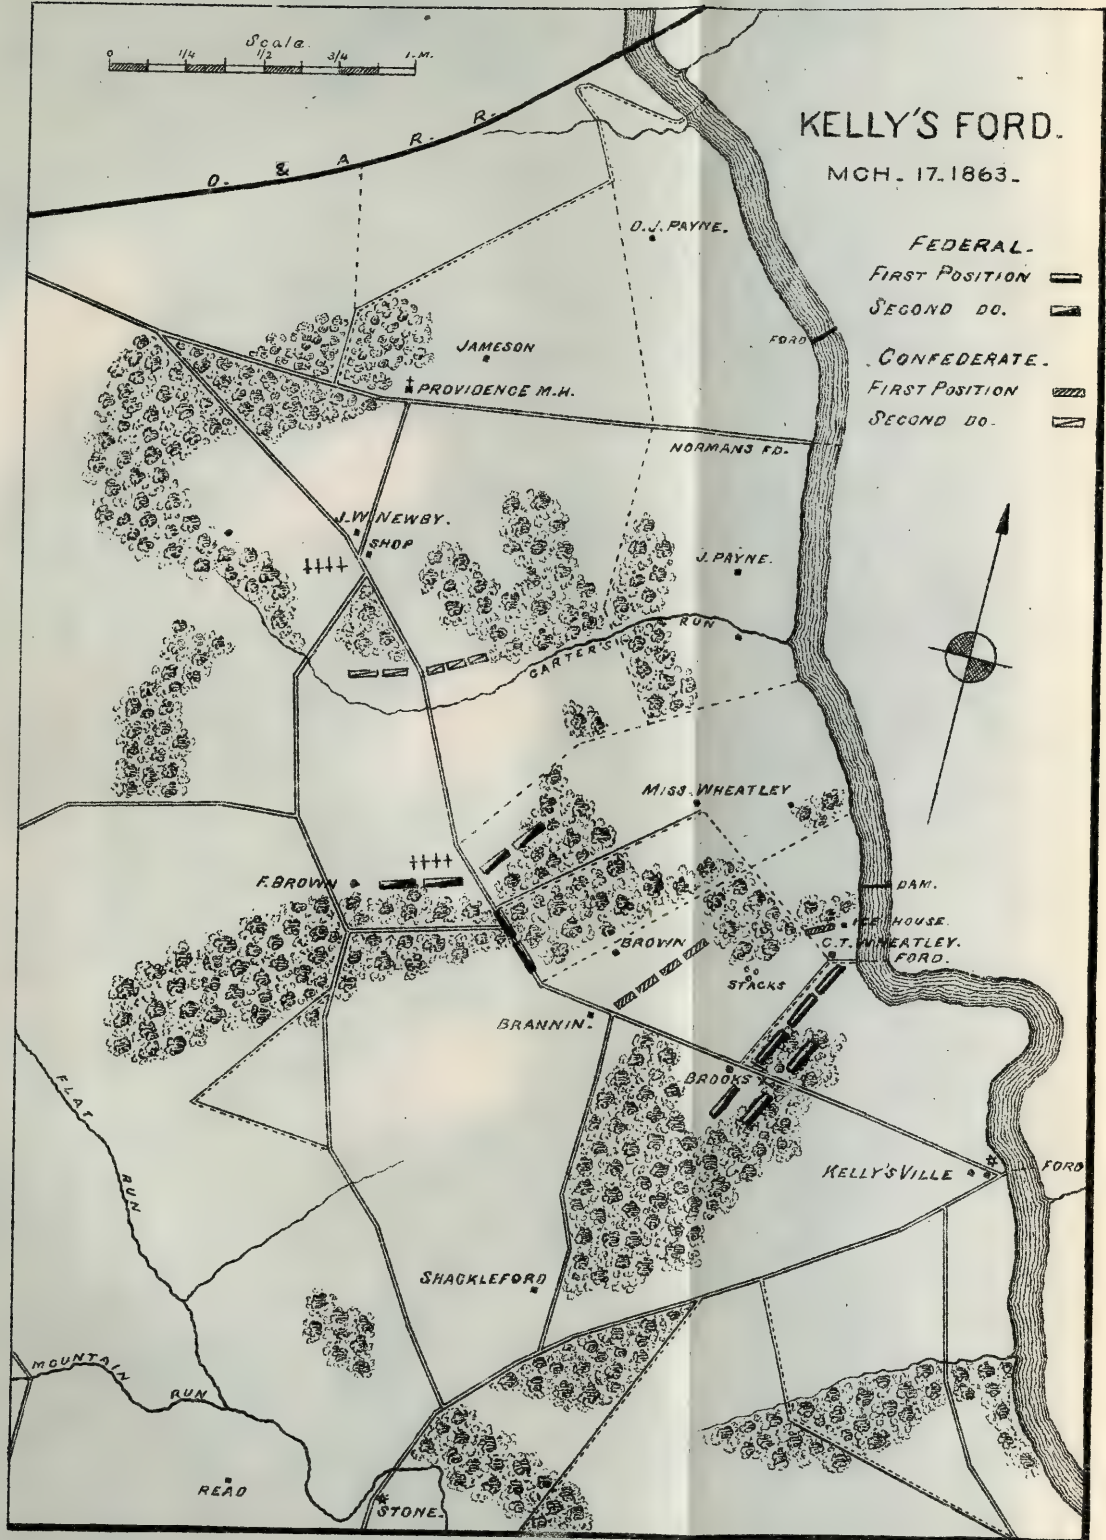 Scale.
0 1/4 1/2 3/4 1. M.
O. & A R. R.
KELLY'S FORD.
MCH. 17. 1863.
FEDERAL.
FIRST POSITION
SECOND DO.
CONFEDERATE.
FIRST POSITION
SECOND DO.
O.J. PAYNE.
FORD
JAMESON
PROVIDENCE M.H.
NORMANS FD.
J.W. NEWBY.
SHOP
J. PAYNE.
CARTER'S RUN
MISS. WHEATLEY
F. BROWN
DAM.
ICE HOUSE.
BROWN
C.T. WHEATLEY.
FORD.
STACKS
BRANNIN.
BROOKS
KELLY'SVILLE
FORD
FLAT RUN
SHACKLEFORD
MOUNTAIN RUN
READ
STONE.